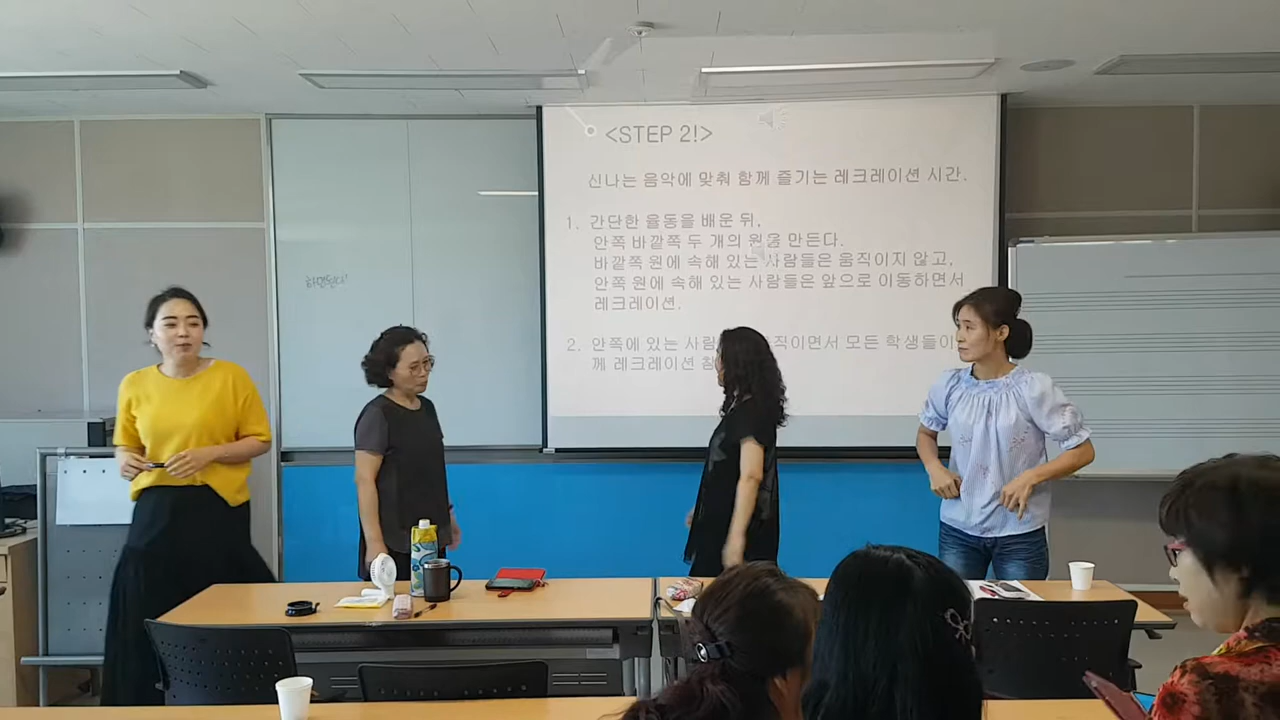 <STEP 2!>
신나는 음악에 맞춰 함께 즐기는 레크레이션 시간.
1. 간단한 율동을 배운 뒤,
안쪽 바깥쪽 두 개의 원을 만든다.
바깥쪽 원에 속해 있는 사람들은 움직이지 않고,
안쪽 원에 속해 있는 사람들은 앞으로 이동하면서
레크레이션.
2. 안쪽에 있는 사람 직이면서 모든 학생들이
께 레크레이션 참
하면된다!